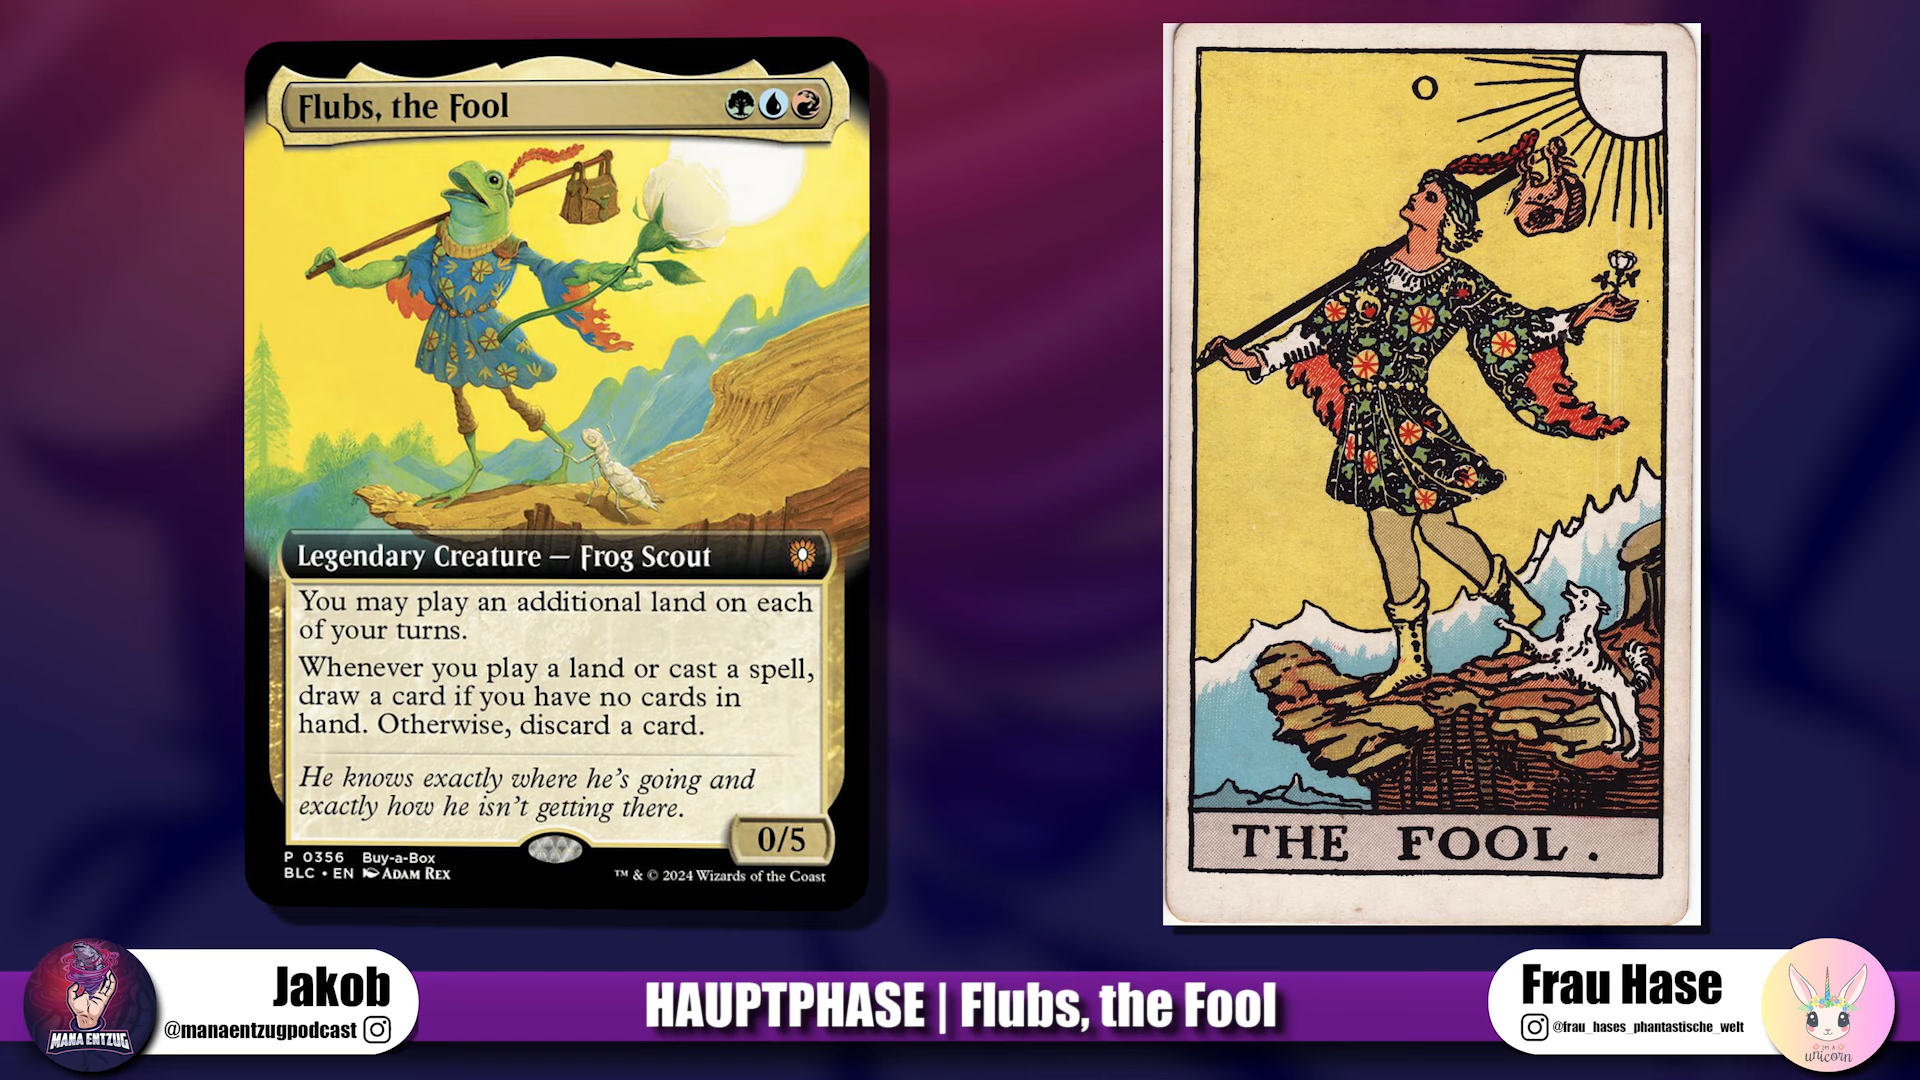 Flubs, the Fool
Legendary Creature — Frog Scout
You may play an additional land on each
of your turns.
Whenever you play a land or cast a spell,
draw a card if you have no cards in
hand. Otherwise, discard a card.
He knows exactly where he's going and
exactly how he isn't getting there.
0/5
P 0356 Buy-a-Box
BLC • EN ADAM REX
™ & © 2024 Wizards of the Coast
THE FOOL.
MANA ENTZUG
Jakob
@manaentzugpodcast
HAUPTPHASE | Flubs, the Fool
Frau Hase
@frau_hases_phantastische_welt
I'M A
unicorn